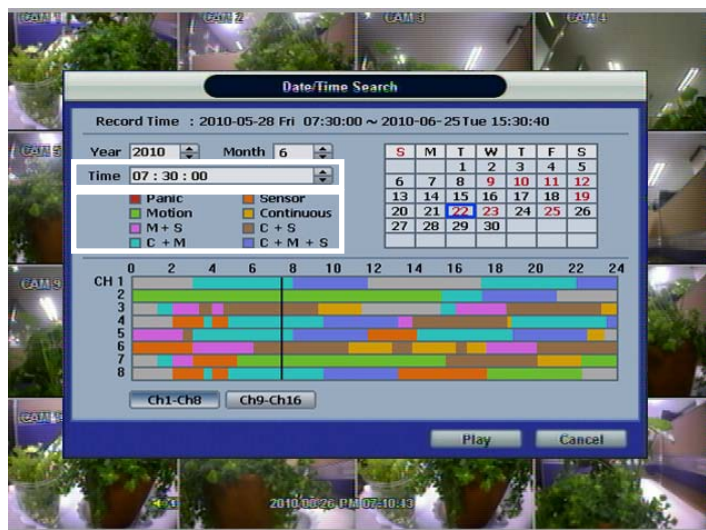 CAM 2
CAM 3
CAM 4
Date/Time Search
Record Time : 2010-05-28 Fri 07:30:00 ~ 2010-06-25Tue 15:30:40
Year 2010 Month 6
Time 07 : 30 : 00
Panic Sensor
Motion Continuous
M + S C + S
C + M C + M + S
S M T W T F S
1 2 3 4 5
6 7 8 9 10 11 12
13 14 15 16 17 18 19
20 21 22 23 24 25 26
27 28 29 30
0 2 4 6 8 10 12 14 16 18 20 22 24
CH 1
2
3
4
5
6
7
8
Ch1-Ch8 Ch9-Ch16
Play Cancel